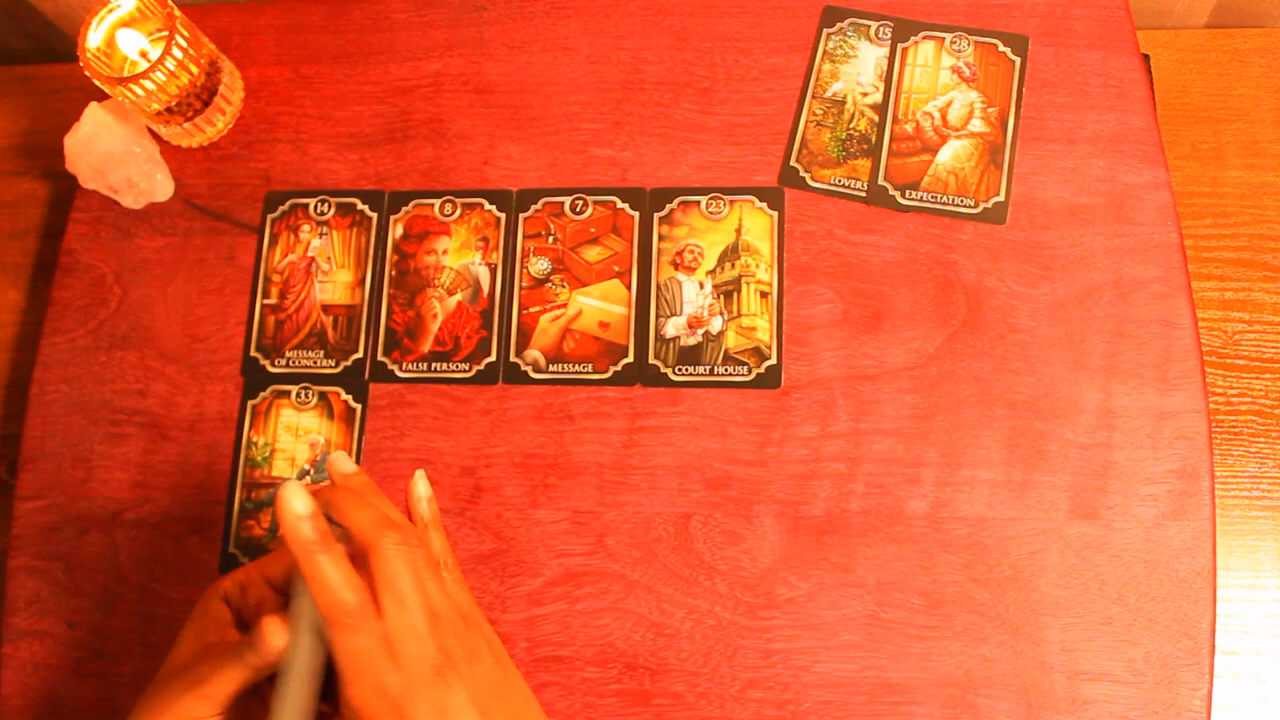 15
LOVERS
28
EXPECTATION
14
MESSAGE
OF CONCERN
8
FALSE PERSON
7
MESSAGE
23
COURT HOUSE
33